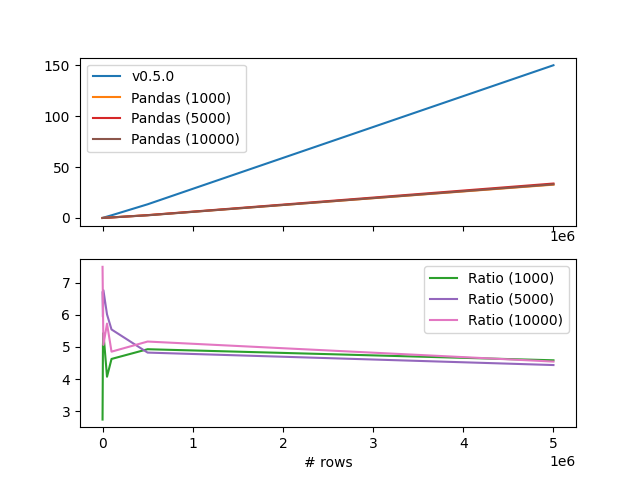 150
100
50
0
v0.5.0
Pandas (1000)
Pandas (5000)
Pandas (10000)
1e6
7
6
5
4
3
Ratio (1000)
Ratio (5000)
Ratio (10000)
0 1 2 3 4 5
# rows
1e6